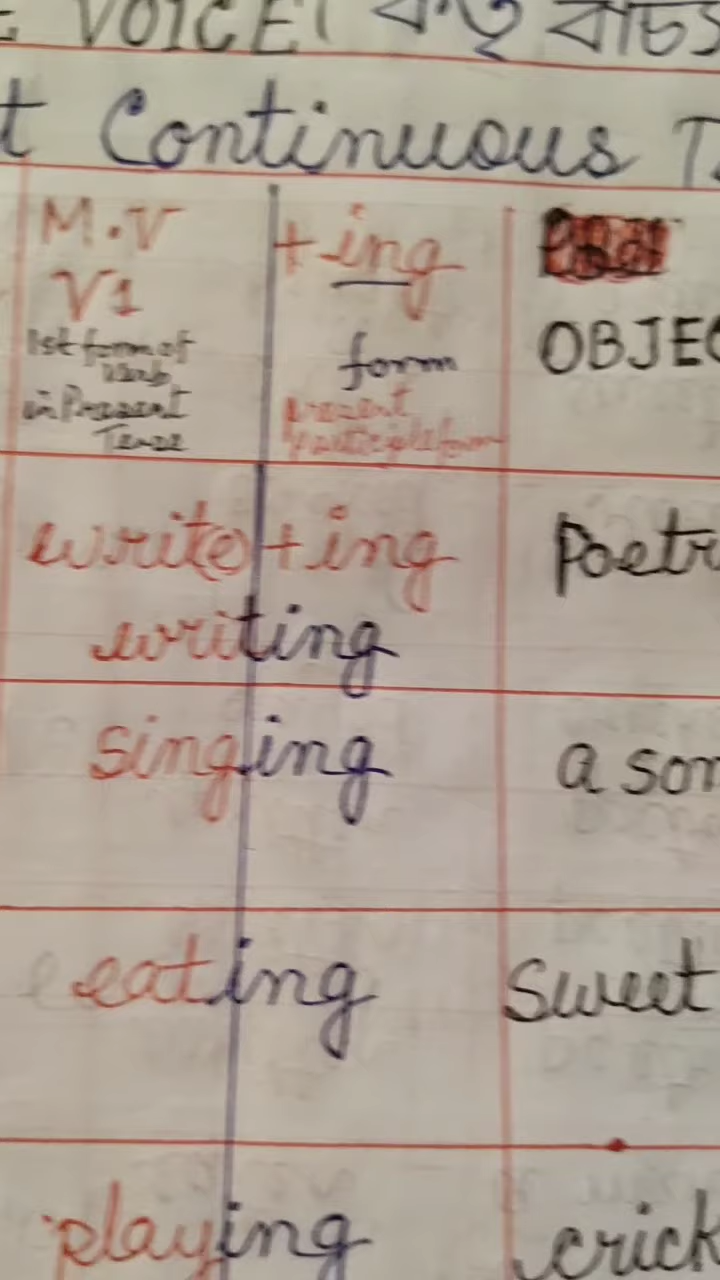 VOICE। কর্তৃ বাচ্য
t Continuous T
M.V
V1
1st form of
verb
in Present
Tense
+ing
form
present
participle form
OBJEC
write +ing
writing
Poetr
singing
a son
eating
Sweet
playing
crick